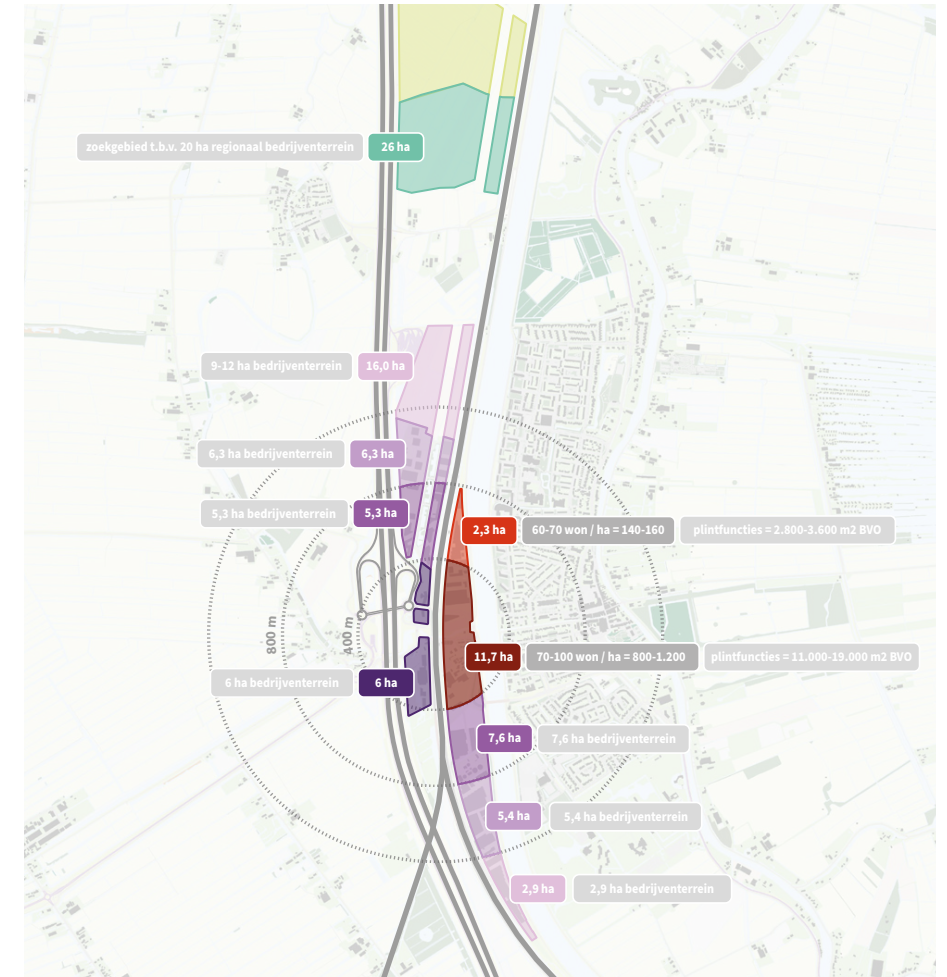 zoekgebied t.b.v. 20 ha regionaal bedrijventerrein 26 ha
9-12 ha bedrijventerrein 16,0 ha
6,3 ha bedrijventerrein 6,3 ha
5,3 ha bedrijventerrein 5,3 ha
2,3 ha 60-70 won / ha = 140-160 plintfuncties = 2.800-3.600 m2 BVO
800 m
400 m
11,7 ha 70-100 won / ha = 800-1.200 plintfuncties = 11.000-19.000 m2 BVO
6 ha bedrijventerrein 6 ha
7,6 ha 7,6 ha bedrijventerrein
5,4 ha 5,4 ha bedrijventerrein
2,9 ha 2,9 ha bedrijventerrein